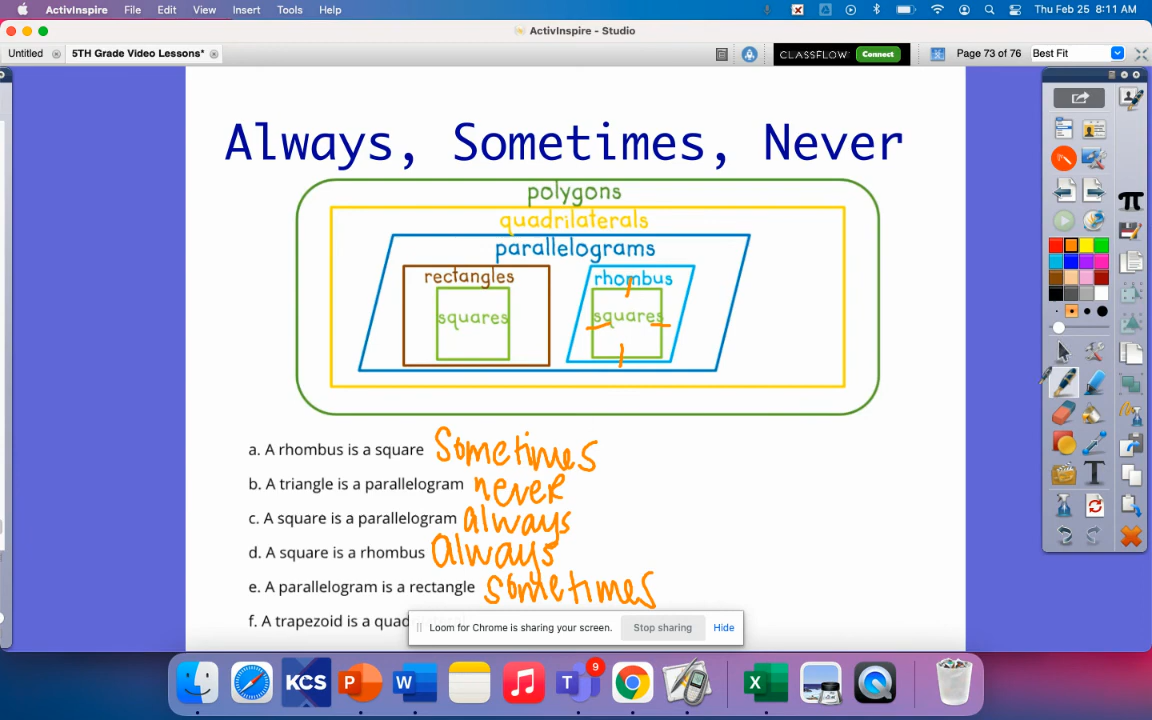 ActivInspire File Edit View Insert Tools Help Thu Feb 25 8:11 AM
ActivInspire - Studio
Untitled 5TH Grade Video Lessons* CLASSFLOW Connect Page 73 of 76 Best Fit
Always, Sometimes, Never
polygons
quadrilaterals
parallelograms
rectangles rhombus
squares squares
a. A rhombus is a square Sometimes
b. A triangle is a parallelogram never
c. A square is a parallelogram always
d. A square is a rhombus always
e. A parallelogram is a rectangle sometimes
f. A trapezoid is a quad
Loom for Chrome is sharing your screen. Stop sharing Hide
π
T
KCS P W T 9 X